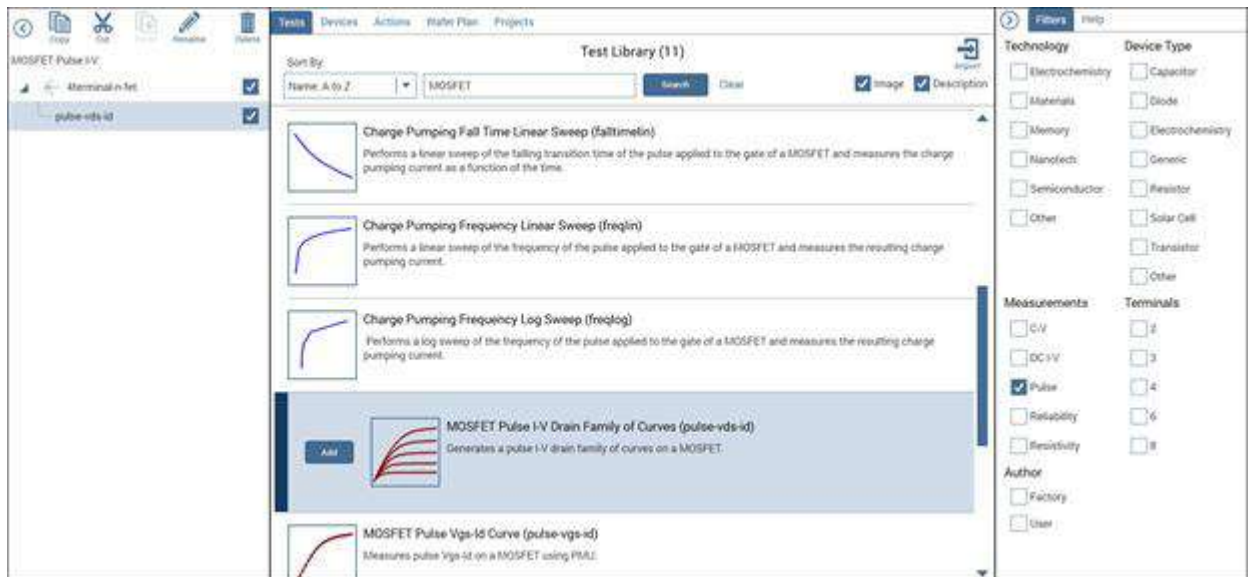 Copy
Cut
Paste
Rename
Delete
MOSFET Pulse I-V
4terminal-n-fet
pulse-vds-id
Tests Devices Actions Wafer Plan Projects
Test Library (11)
Import
Sort By:
Name: A to Z
MOSFET
Search
Clear
Image
Description
Charge Pumping Fall Time Linear Sweep (falltimelin)
Performs a linear sweep of the falling transition time of the pulse applied to the gate of a MOSFET and measures the charge
pumping current as a function of the time.
Charge Pumping Frequency Linear Sweep (freqlin)
Performs a linear sweep of the frequency of the pulse applied to the gate of a MOSFET and measures the resulting charge
pumping current.
Charge Pumping Frequency Log Sweep (freqlog)
Performs a log sweep of the frequency of the pulse applied to the gate of a MOSFET and measures the resulting charge
pumping current.
Add
MOSFET Pulse I-V Drain Family of Curves (pulse-vds-id)
Generates a pulse I-V drain family of curves on a MOSFET.
MOSFET Pulse Vgs-Id Curve (pulse-vgs-id)
Measures pulse Vgs-Id on a MOSFET using PMU.
Filters Help
Technology
Electrochemistry
Materials
Memory
Nanotech
Semiconductor
Other
Device Type
Capacitor
Diode
Electrochemistry
Generic
Resistor
Solar Cell
Transistor
Other
Measurements
C-V
DC I-V
Pulse
Reliability
Resistivity
Terminals
2
3
4
6
8
Author
Factory
User